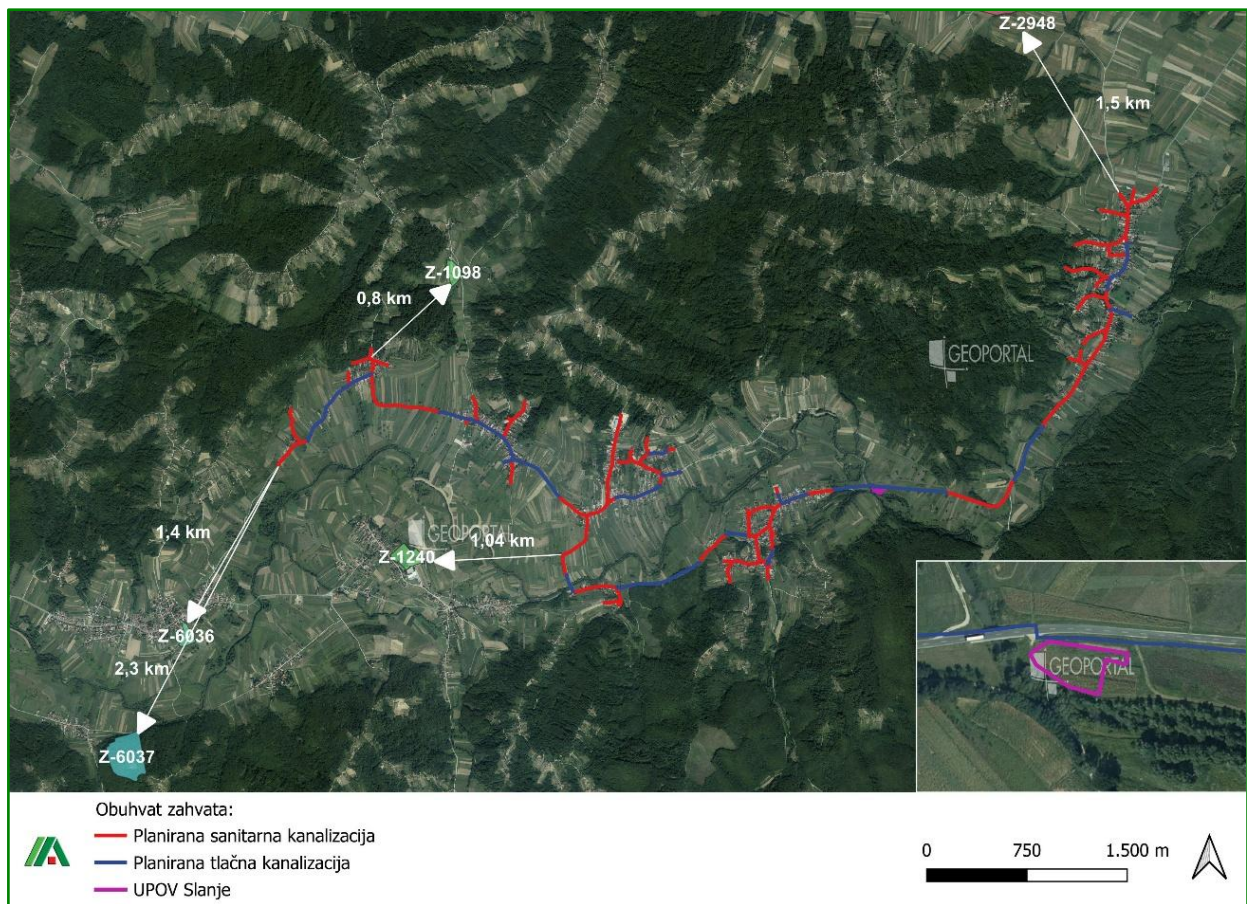 Z-2948
1,5 km
Z-1098
0,8 km
GEOPORTAL
1,4 km
GEOPORTAL
Z-1240
1,04 km
Z-6036
2,3 km
GEOPORTAL
Z-6037
Obuhvat zahvata:
Planirana sanitarna kanalizacija
Planirana tlačna kanalizacija
UPOV Slanje
0 750 1.500 m